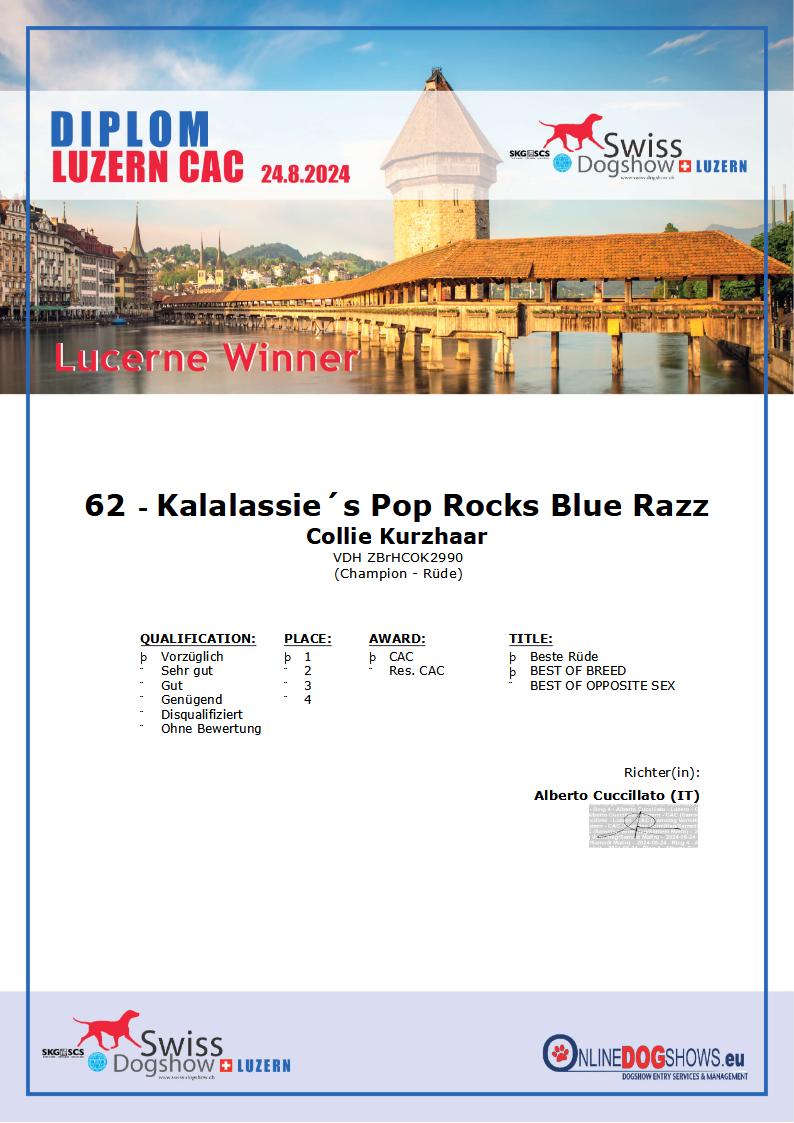 DIPLOM
LUZERN CAC 24.8.2024
SKG SCS
Swiss
Dogshow LUZERN
www.swiss-dogshow.ch
Lucerne Winner
62 - Kalalassie´s Pop Rocks Blue Razz
Collie Kurzhaar
VDH ZBrHCOK2990
(Champion - Rüde)
QUALIFICATION: PLACE: AWARD: TITLE:
þ Vorzüglich þ 1 þ CAC þ Beste Rüde
¨ Sehr gut ¨ 2 ¨ Res. CAC þ BEST OF BREED
¨ Gut ¨ 3 ¨ BEST OF OPPOSITE SEX
¨ Genügend ¨ 4
¨ Disqualifiziert
¨ Ohne Bewertung
Richter(in):
Alberto Cuccillato (IT)
SKG SCS
Swiss
Dogshow LUZERN
www.swiss-dogshow.ch
ONLINEDOGSHOWS.eu
DOGSHOW ENTRY SERVICES & MANAGEMENT